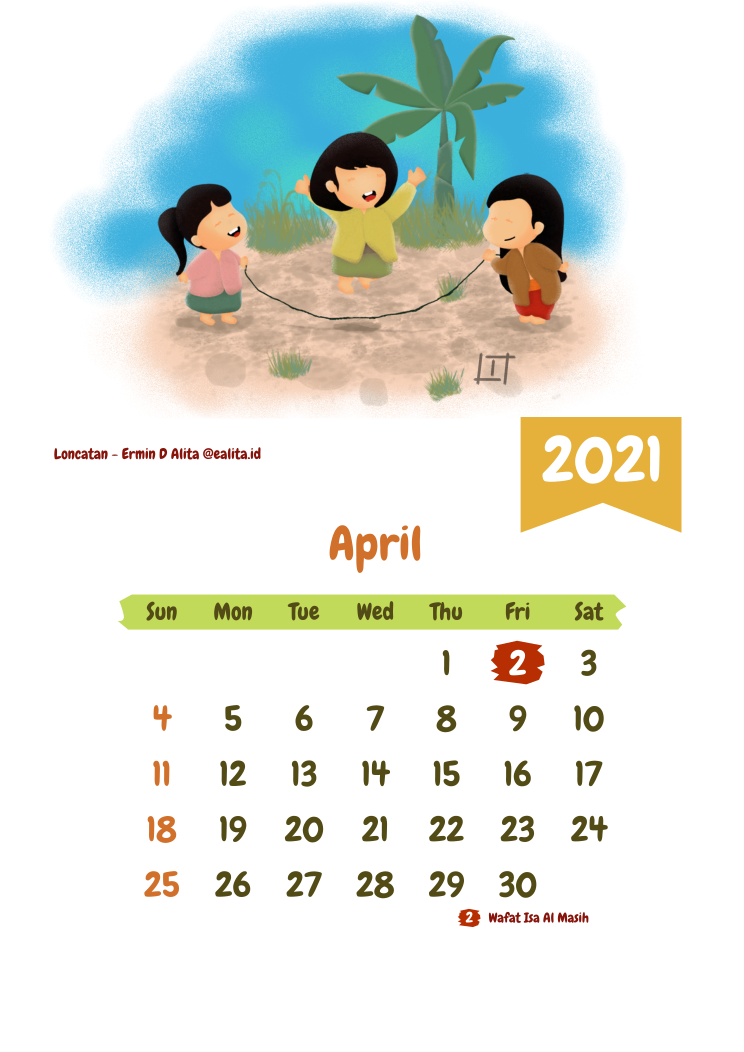 Loncatan - Ermin D Alita @ealita.id
2021
April
Sun Mon Tue Wed Thu Fri Sat
1 2 3
4 5 6 7 8 9 10
11 12 13 14 15 16 17
18 19 20 21 22 23 24
25 26 27 28 29 30
2 Wafat Isa Al Masih